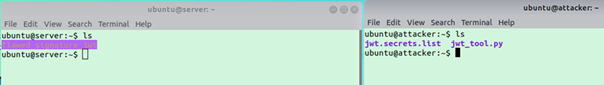 ubuntu@server: ~
File Edit View Search Terminal Help
ubuntu@server:~$ ls
ubuntu@server:~$
ubuntu@attacker: ~
File Edit View Search Terminal Help
ubuntu@attacker:~$ ls
jwt.secrets.list jwt_tool.py
ubuntu@attacker:~$